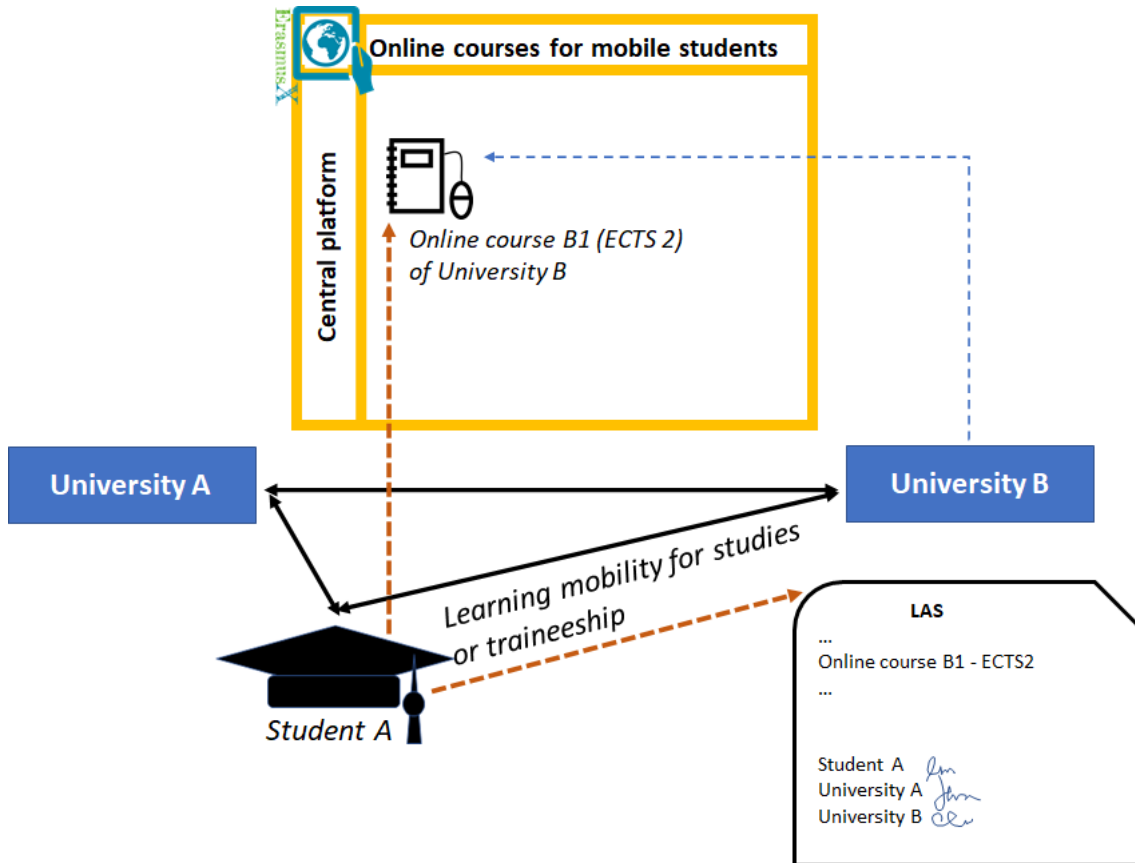 ErasmusX
Online courses for mobile students
Central platform
Online course B1 (ECTS 2)
of University B
University A
University B
Learning mobility for studies
or traineeship
Student A
LAS
...
Online course B1 - ECTS2
...
Student A
University A
University B